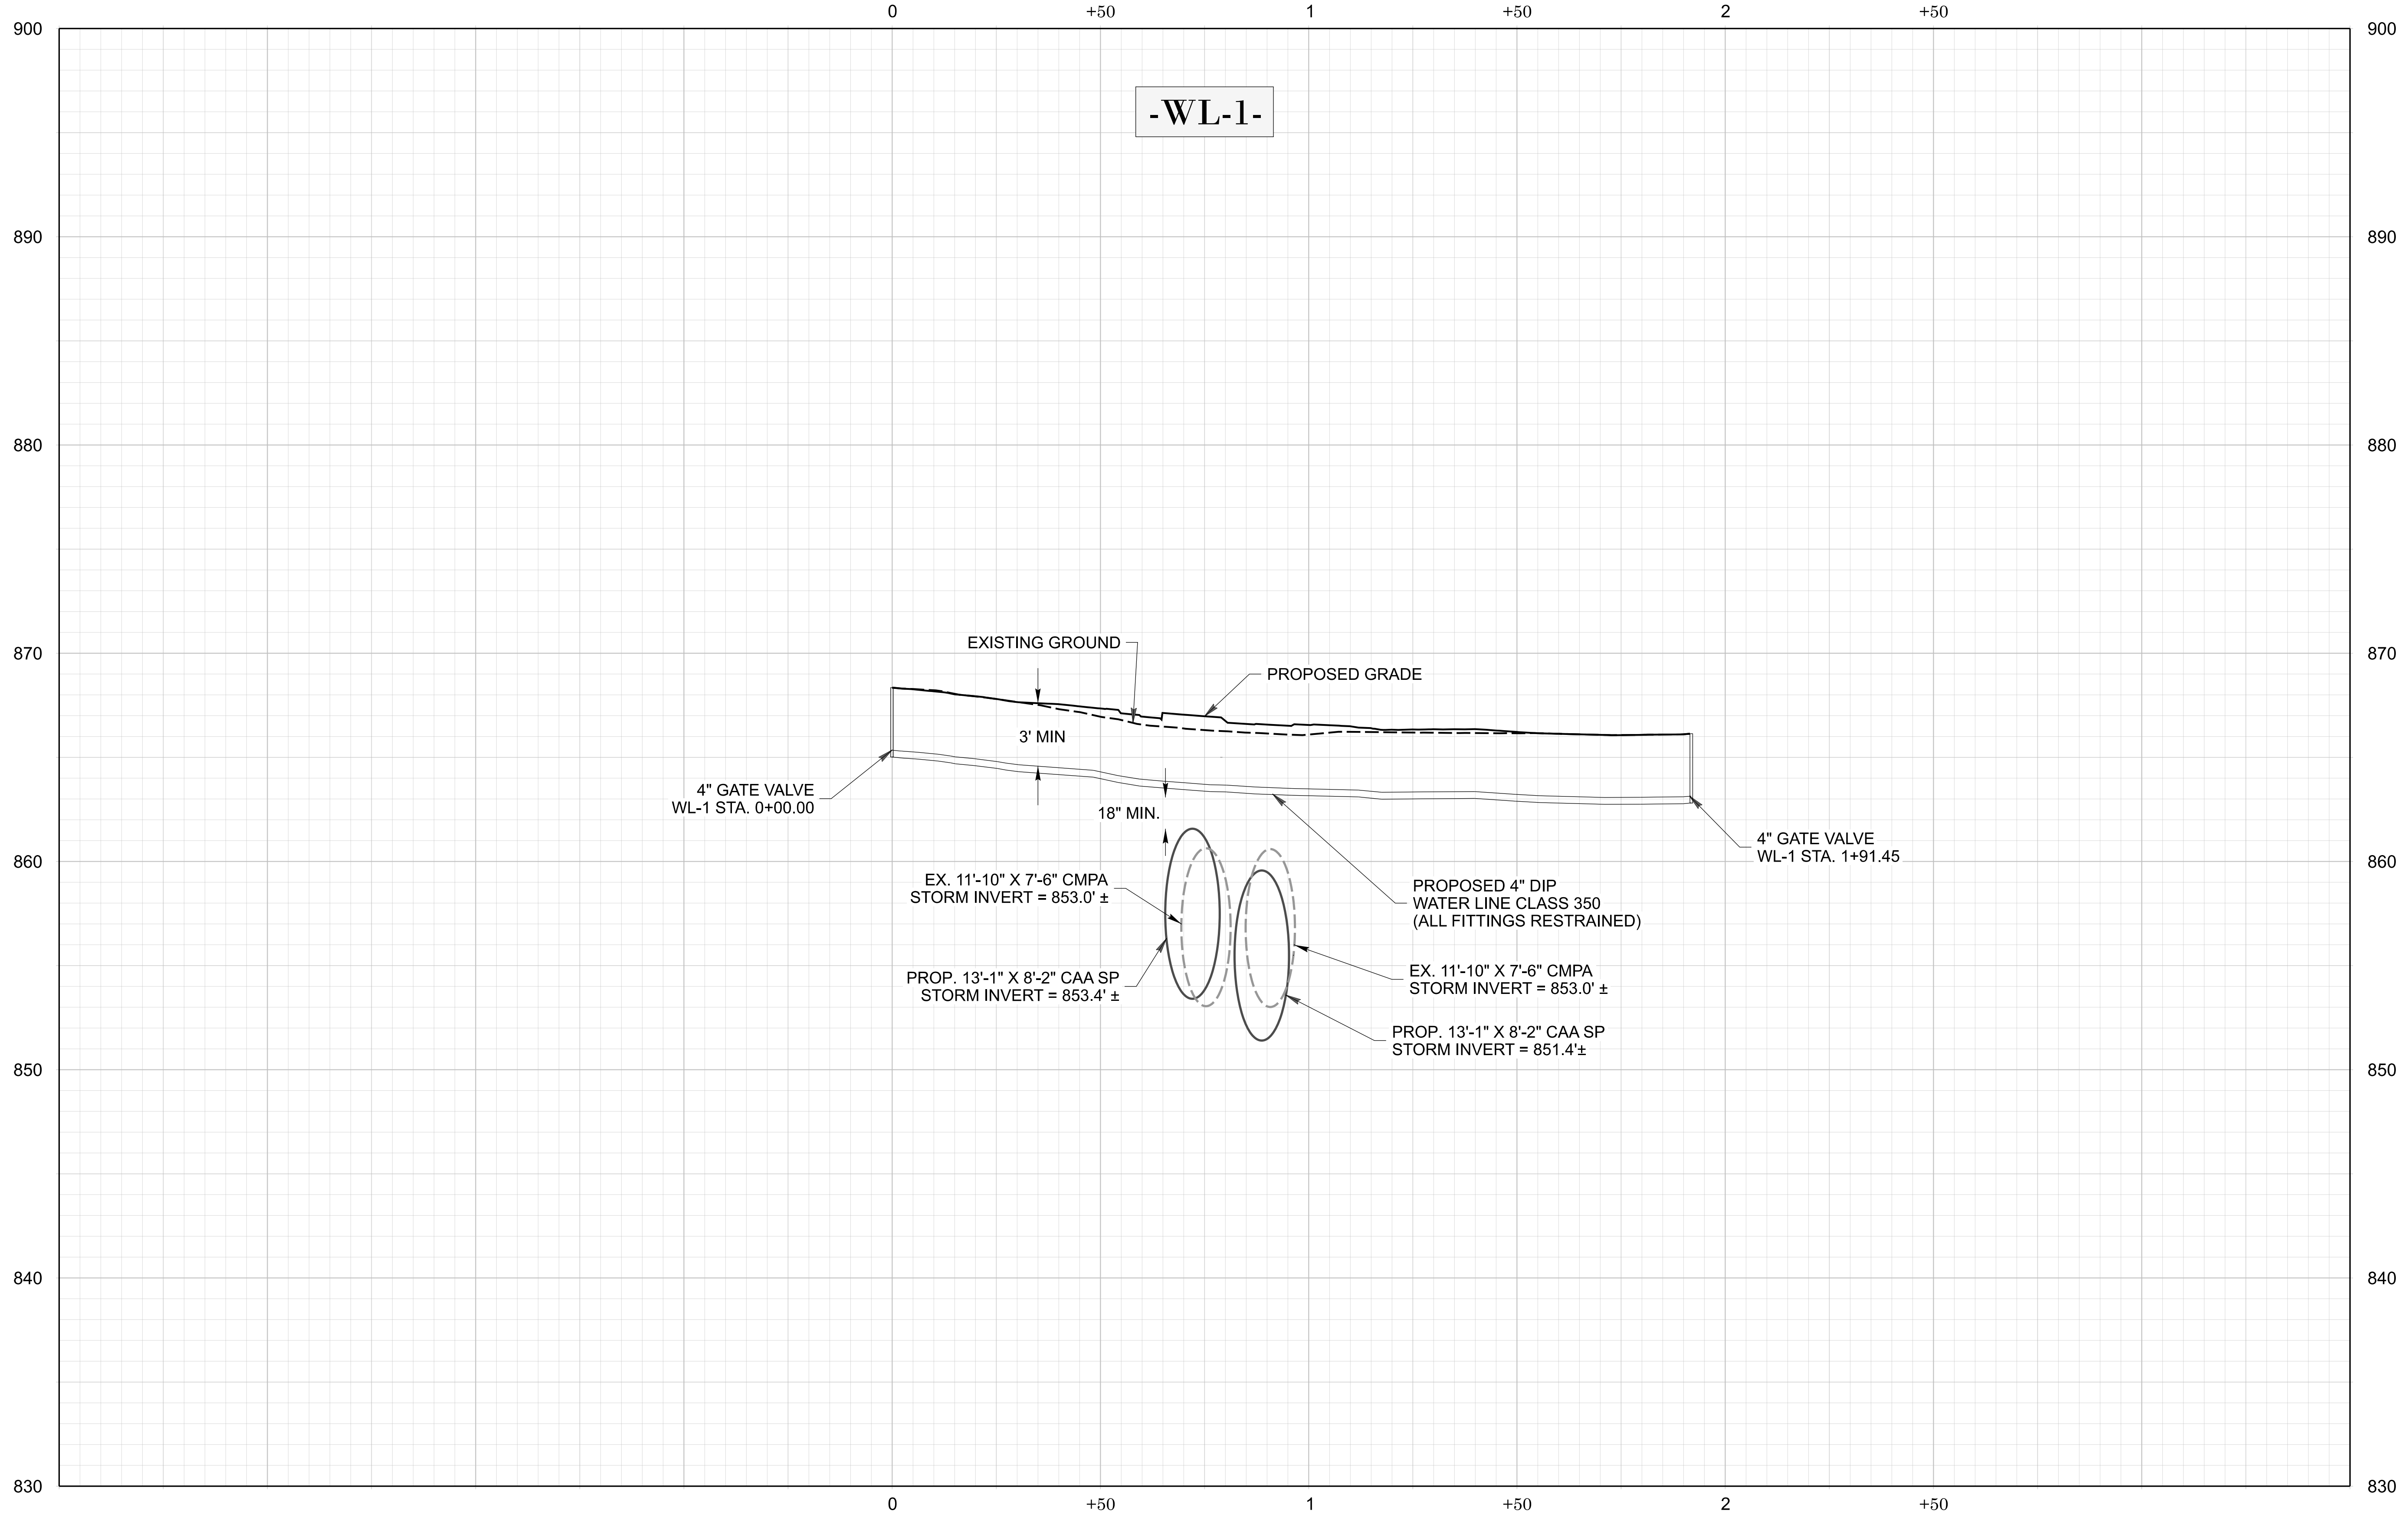 0 +50 1 +50 2 +50
900 900
-WL-1-
890 890
880 880
870 870
EXISTING GROUND
PROPOSED GRADE
3' MIN
4" GATE VALVE
WL-1 STA. 0+00.00
18" MIN.
4" GATE VALVE
WL-1 STA. 1+91.45
860 860
EX. 11'-10" X 7'-6" CMPA
STORM INVERT = 853.0' ±
PROPOSED 4" DIP
WATER LINE CLASS 350
(ALL FITTINGS RESTRAINED)
PROP. 13'-1" X 8'-2" CAA SP
STORM INVERT = 853.4' ±
EX. 11'-10" X 7'-6" CMPA
STORM INVERT = 853.0' ±
PROP. 13'-1" X 8'-2" CAA SP
STORM INVERT = 851.4'±
850 850
840 840
830 830
0 +50 1 +50 2 +50